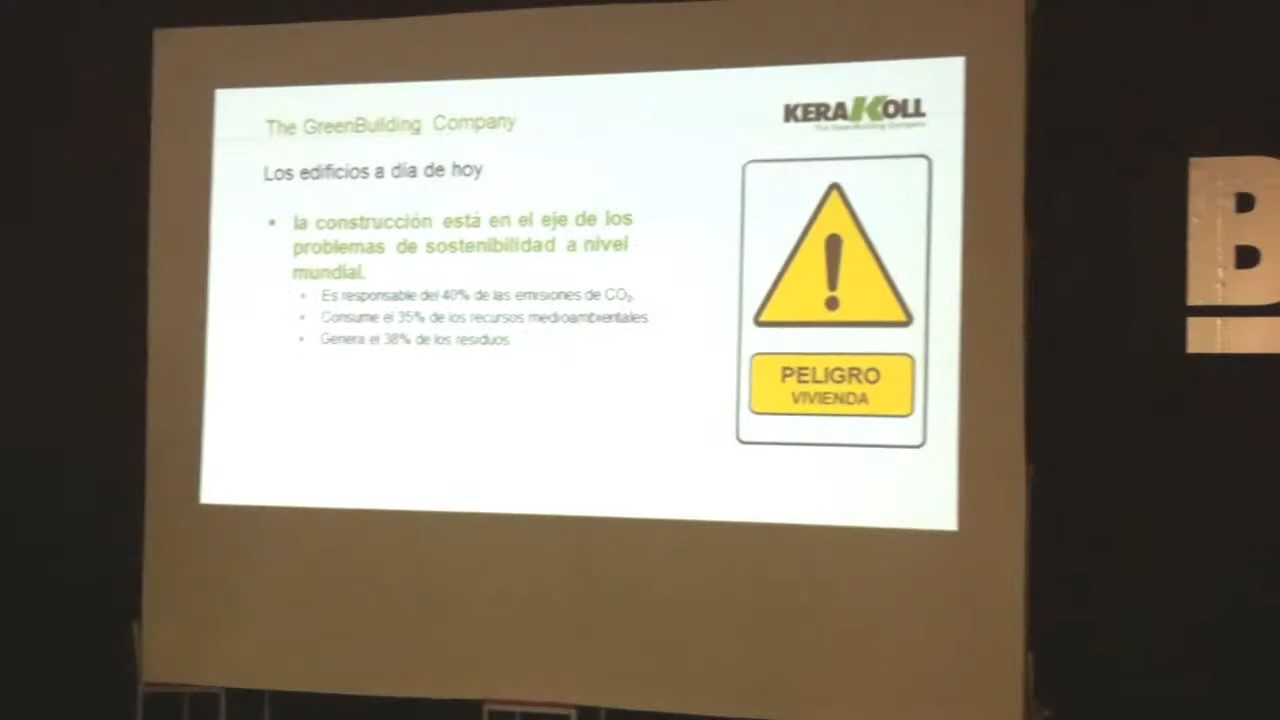 The GreenBuilding Company
KERAKOLL
The GreenBuilding Company
Los edificios a día de hoy
• la construcción está en el eje de los
problemas de sostenibilidad a nivel
mundial.
• Es responsable del 40% de las emisiones de CO₂.
• Consume el 35% de los recursos medioambientales.
• Genera el 38% de los residuos.
PELIGRO
VIVIENDA
B